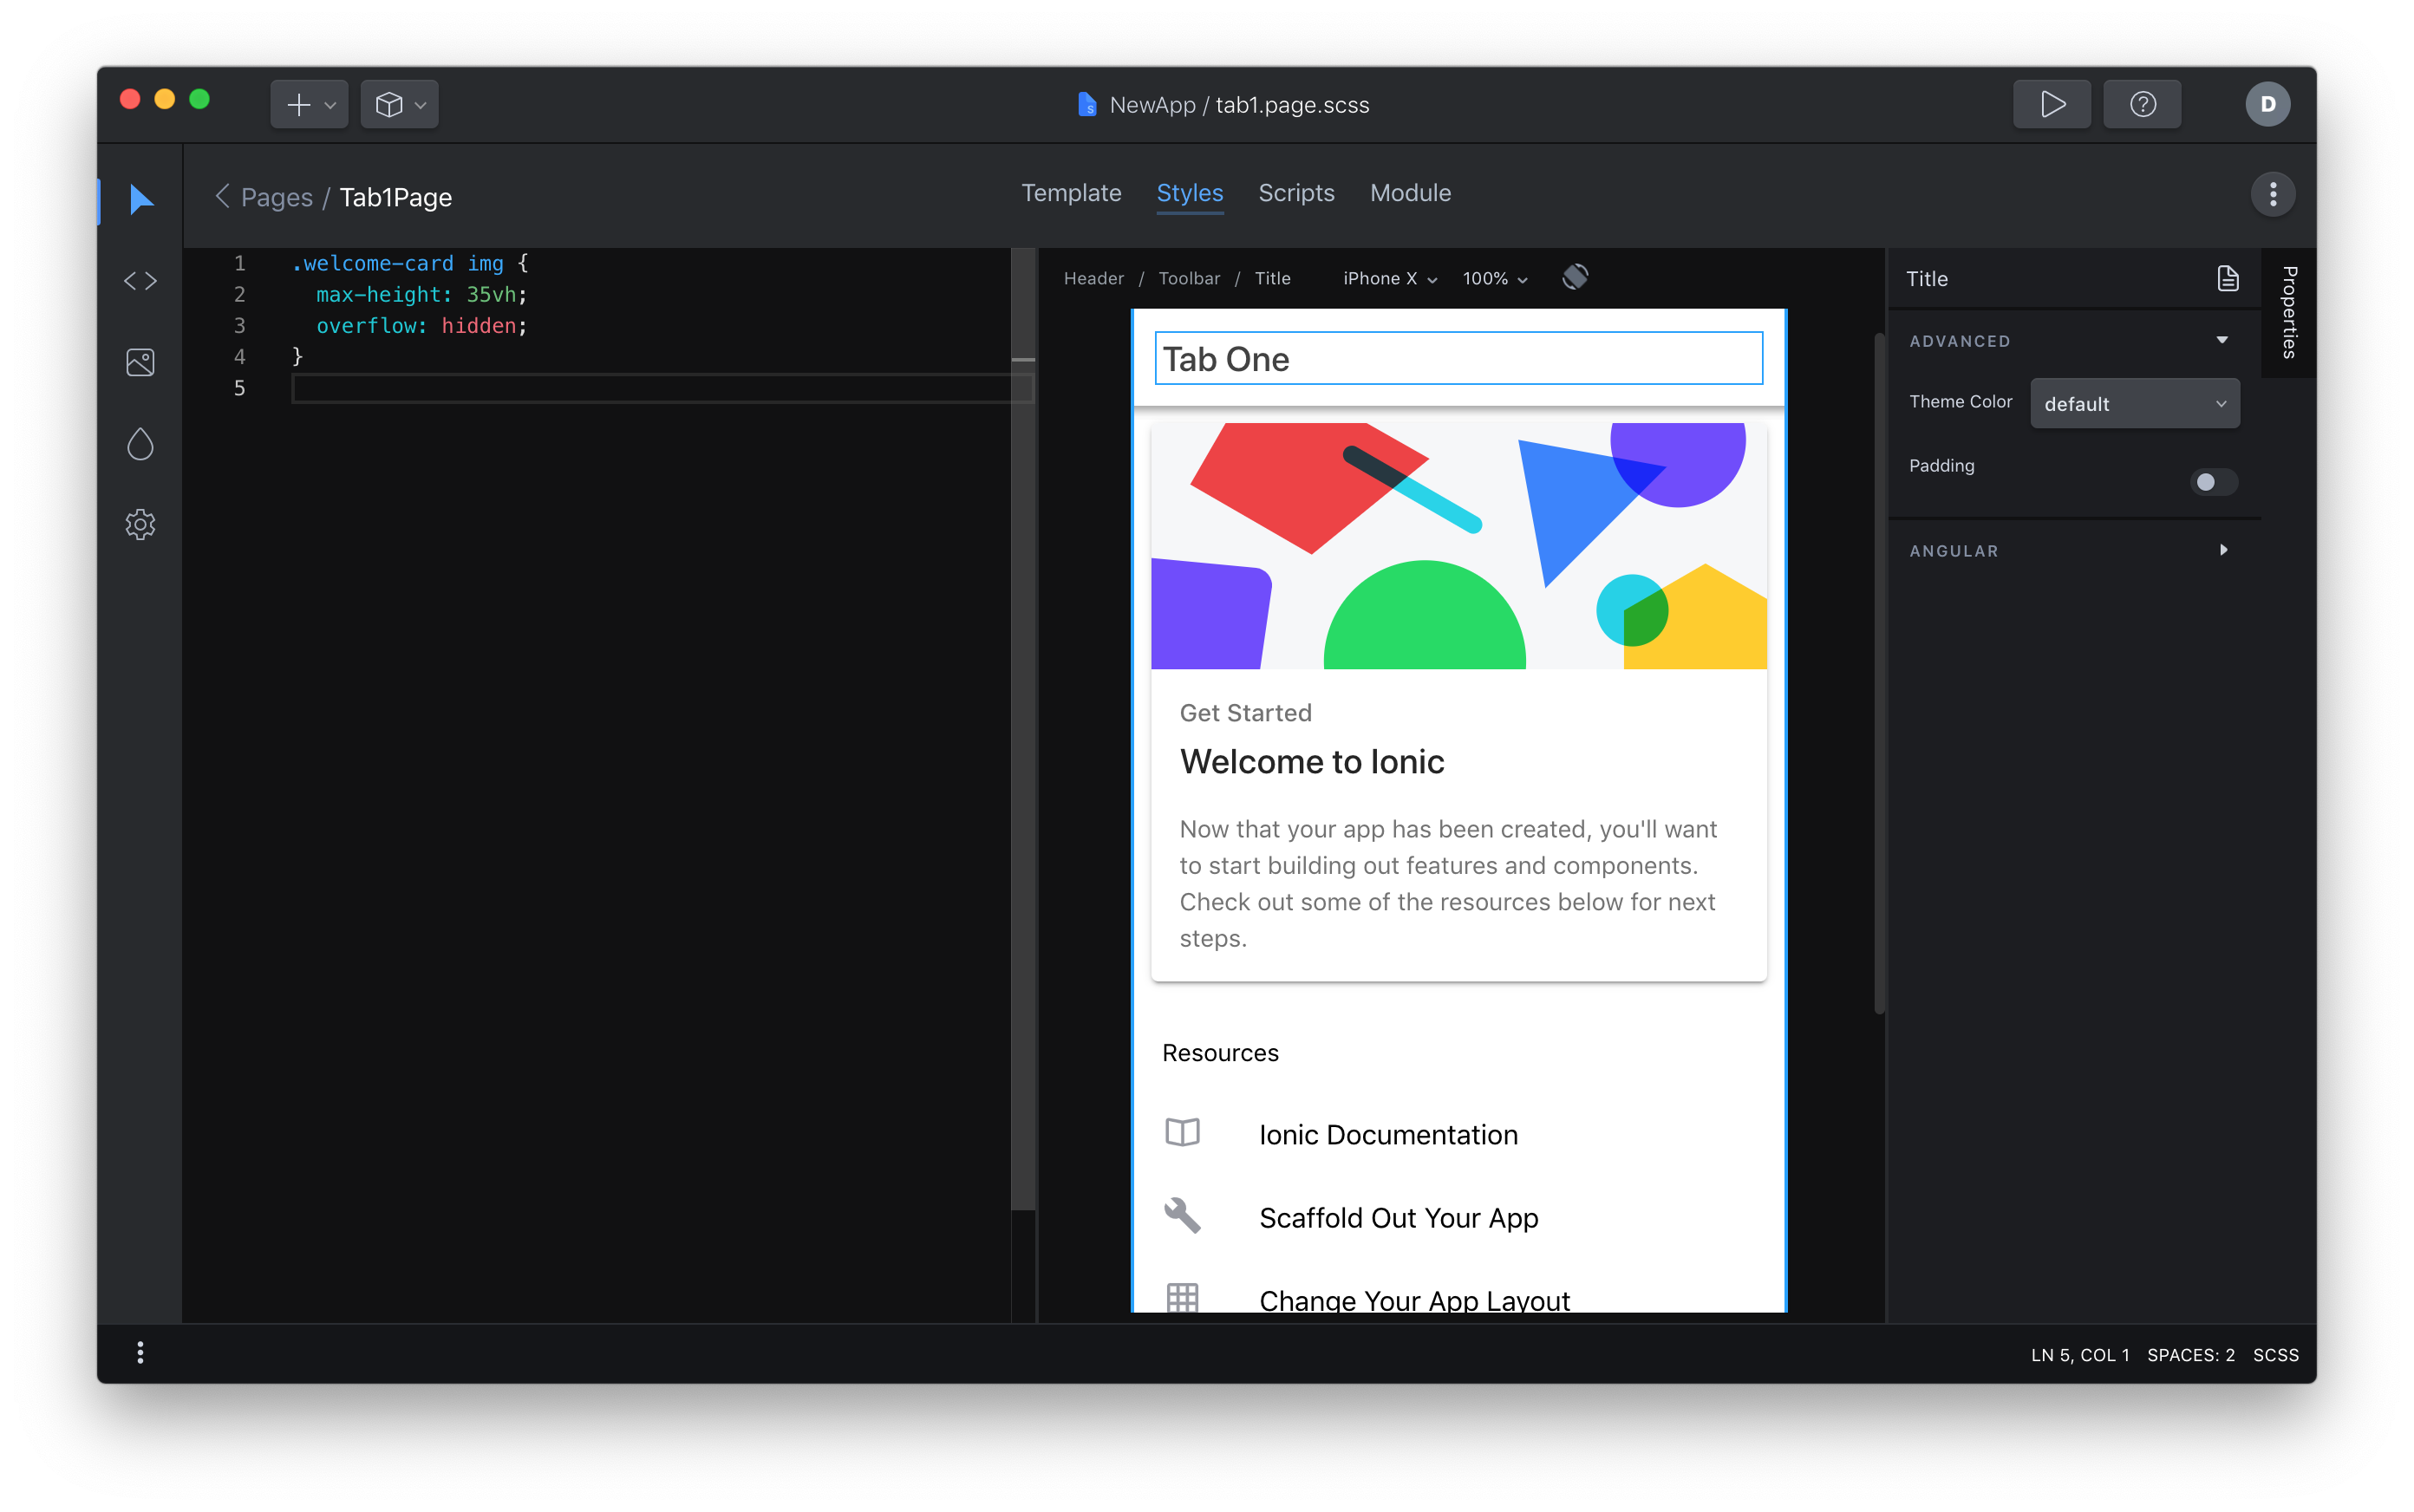 NewApp / tab1.page.scss
D
Pages / Tab1Page
Template Styles Scripts Module
1 .welcome-card img {
2 max-height: 35vh;
3 overflow: hidden;
4 }
5
Header / Toolbar / Title iPhone X 100%
Tab One
Get Started
Welcome to Ionic
Now that your app has been created, you'll want
to start building out features and components.
Check out some of the resources below for next
steps.
Resources
Ionic Documentation
Scaffold Out Your App
Change Your App Layout
Title
Properties
ADVANCED
Theme Color default
Padding
ANGULAR
LN 5, COL 1 SPACES: 2 SCSS